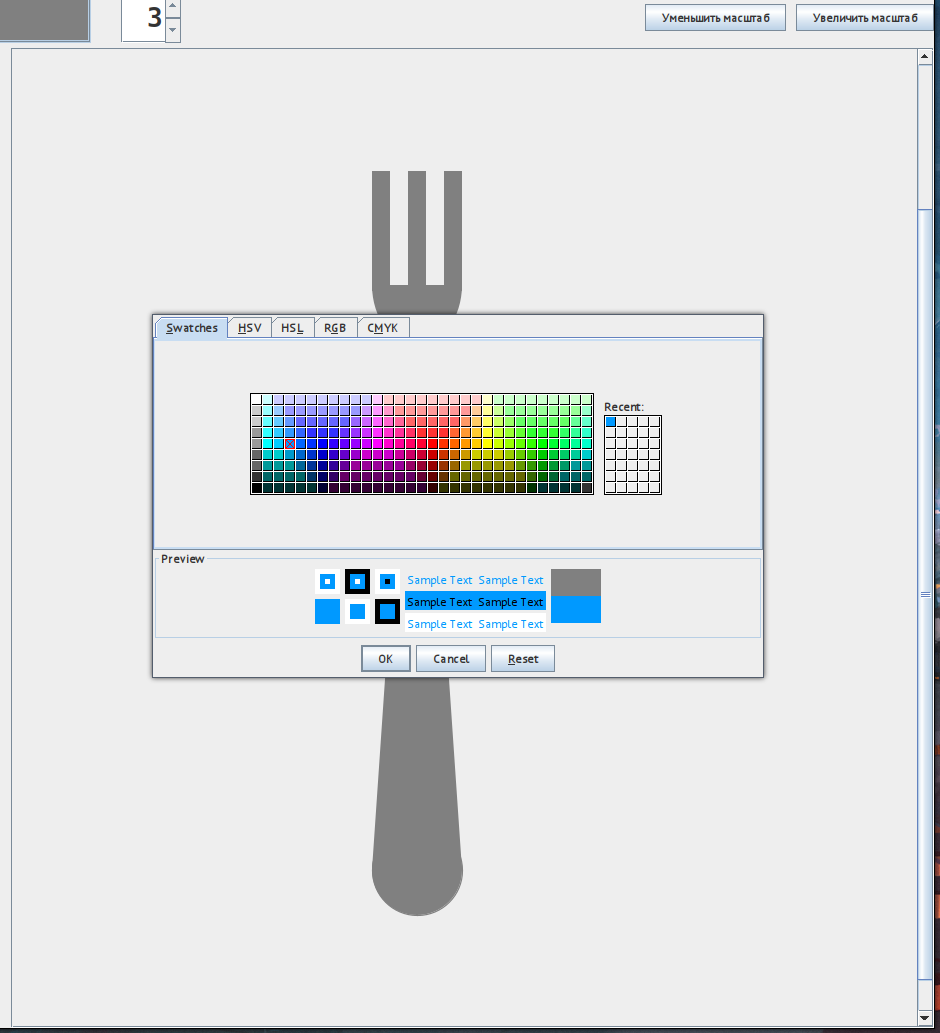 3
Уменьшить масштаб
Увеличить масштаб
Swatches HSV HSL RGB CMYK
Recent:
Preview
Sample Text Sample Text
Sample Text Sample Text
Sample Text Sample Text
OK Cancel Reset